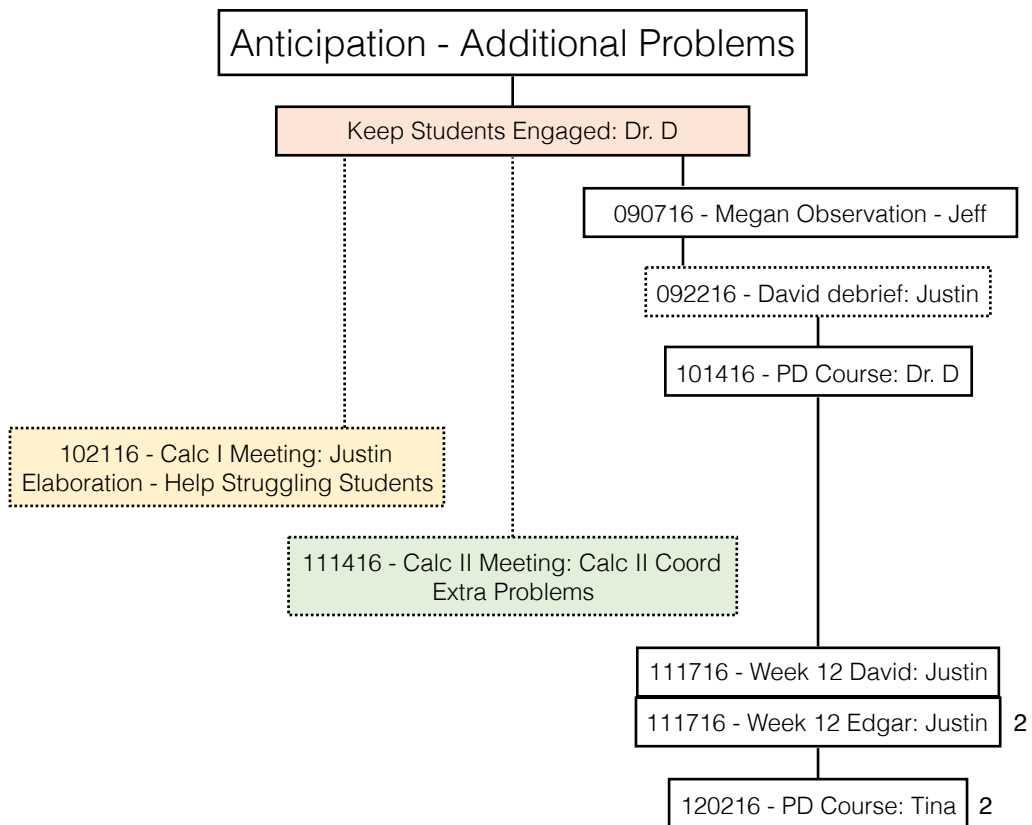 Anticipation - Additional Problems
Keep Students Engaged: Dr. D
090716 - Megan Observation - Jeff
092216 - David debrief: Justin
101416 - PD Course: Dr. D
102116 - Calc I Meeting: Justin
Elaboration - Help Struggling Students
111416 - Calc II Meeting: Calc II Coord
Extra Problems
111716 - Week 12 David: Justin
111716 - Week 12 Edgar: Justin 2
120216 - PD Course: Tina 2